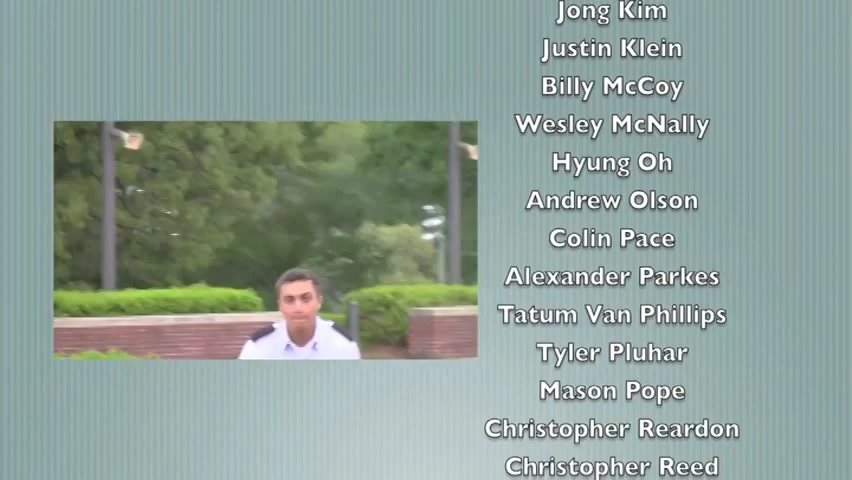 Jong Kim
Justin Klein
Billy McCoy
Wesley McNally
Hyung Oh
Andrew Olson
Colin Pace
Alexander Parkes
Tatum Van Phillips
Tyler Pluhar
Mason Pope
Christopher Reardon
Christopher Reed